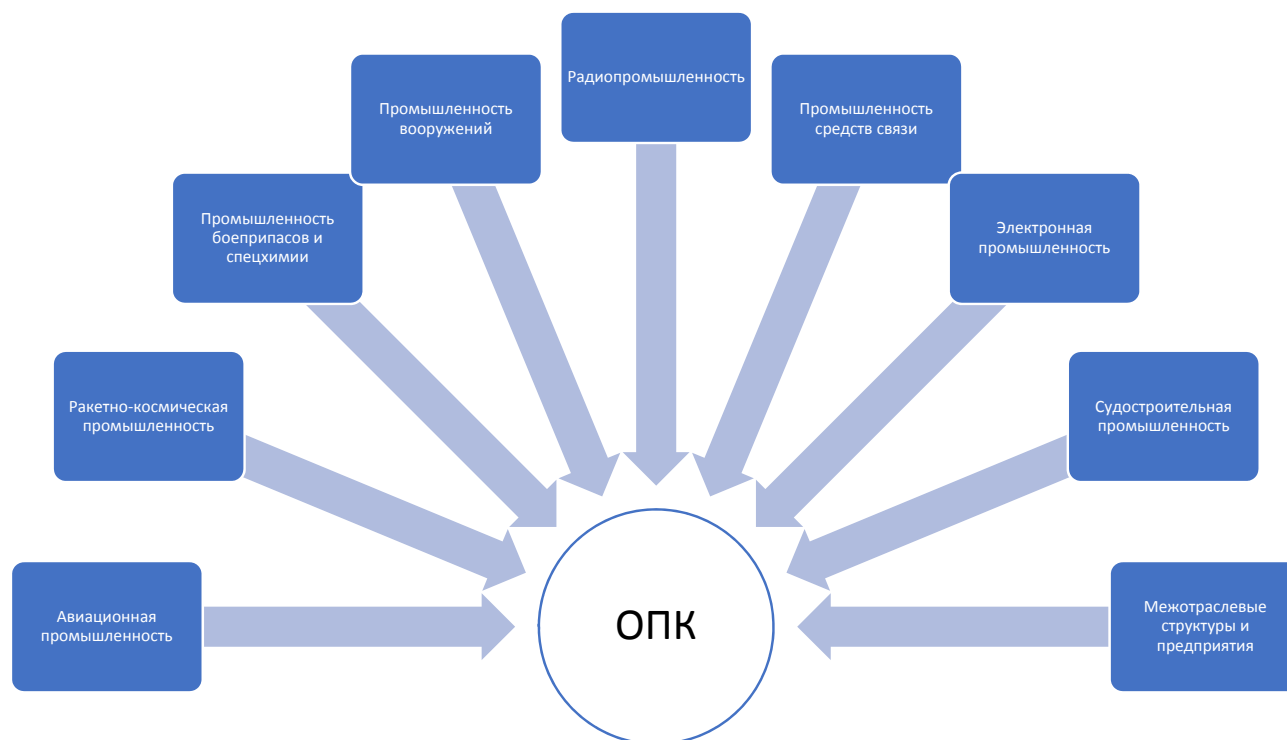 Радиопромышленность
Промышленность
вооружений
Промышленность
средств связи
Промышленность
боеприпасов и
спецхимии
Электронная
промышленность
Ракетно-космическая
промышленность
Судостроительная
промышленность
Авиационная
промышленность
ОПК
Межотраслевые
структуры и
предприятия